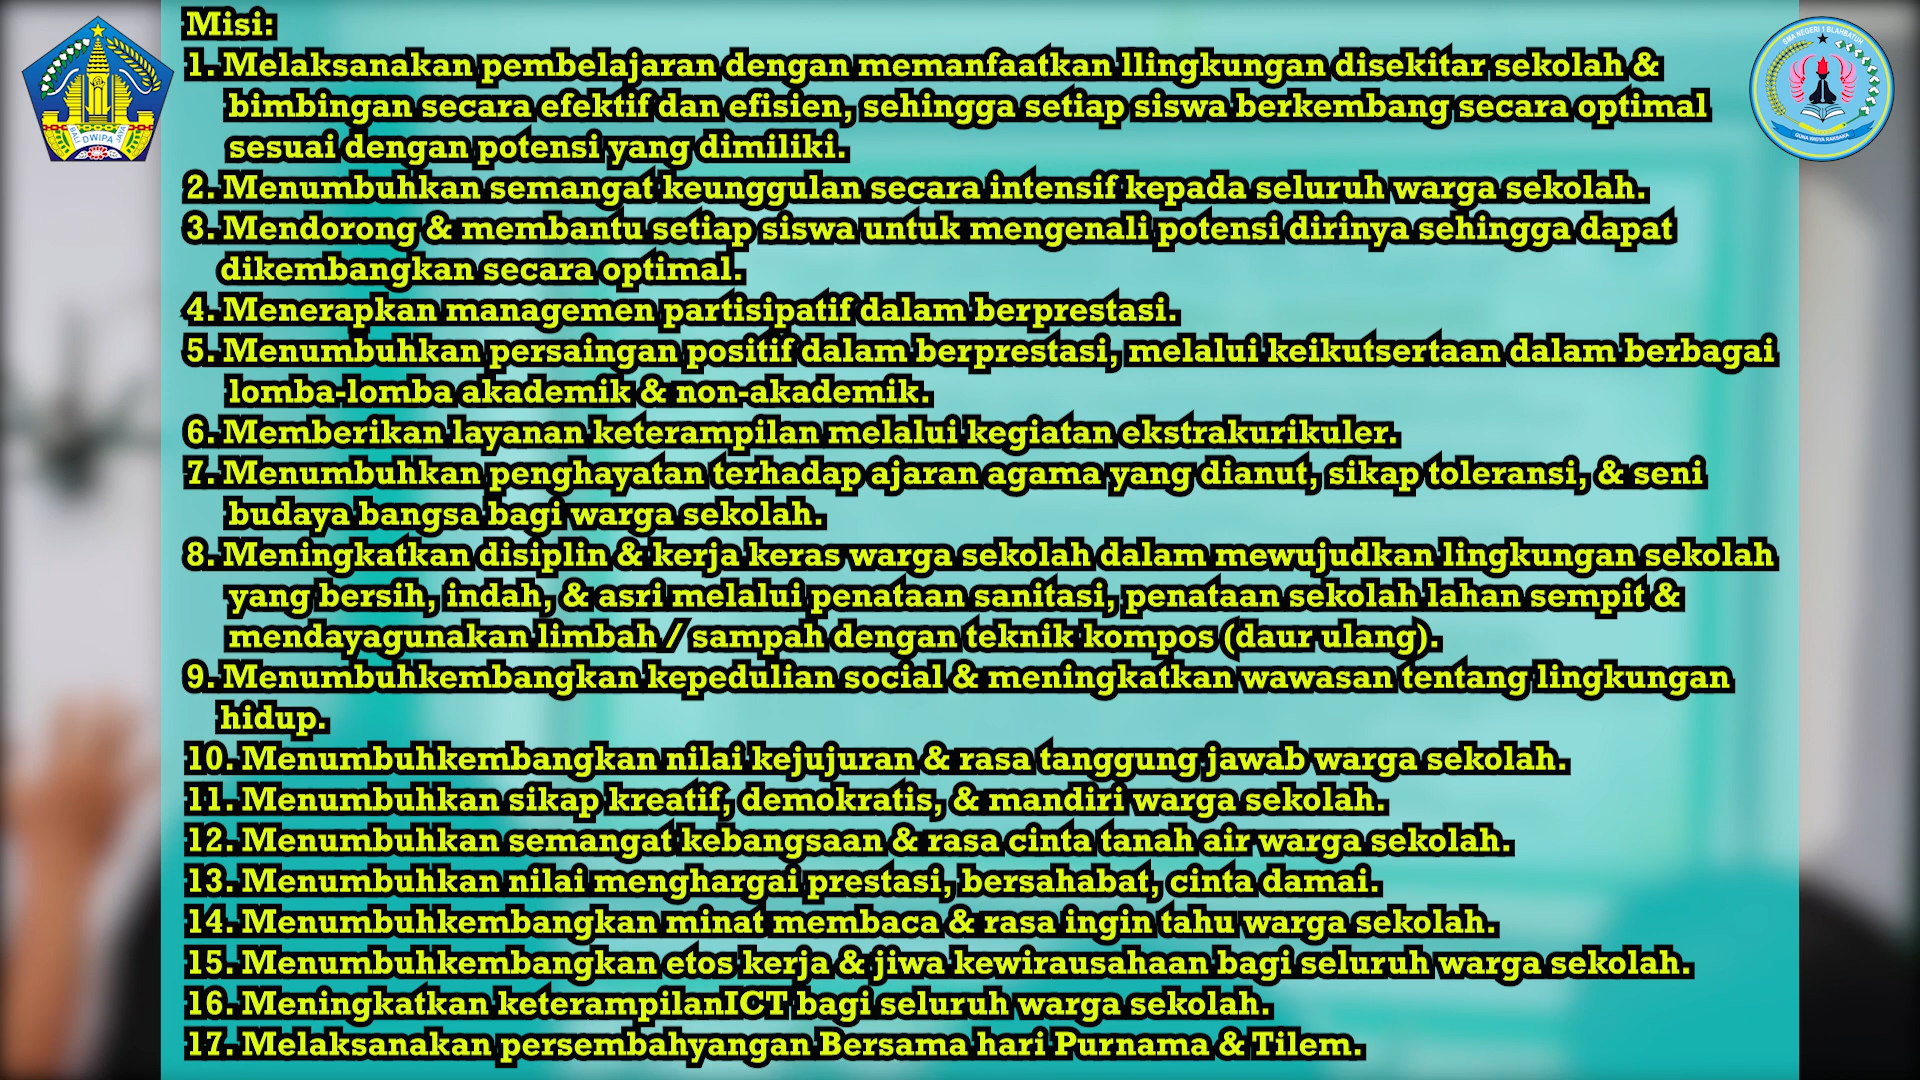 Misi:
1. Melaksanakan pembelajaran dengan memanfaatkan llingkungan disekitar sekolah &
bimbingan secara efektif dan efisien, sehingga setiap siswa berkembang secara optimal
sesuai dengan potensi yang dimiliki.
2. Menumbuhkan semangat keunggulan secara intensif kepada seluruh warga sekolah.
3. Mendorong & membantu setiap siswa untuk mengenali potensi dirinya sehingga dapat
dikembangkan secara optimal.
4. Menerapkan managemen partisipatif dalam berprestasi.
5. Menumbuhkan persaingan positif dalam berprestasi, melalui keikutsertaan dalam berbagai
lomba-lomba akademik & non-akademik.
6. Memberikan layanan keterampilan melalui kegiatan ekstrakurikuler.
7. Menumbuhkan penghayatan terhadap ajaran agama yang dianut, sikap toleransi, & seni
budaya bangsa bagi warga sekolah.
8. Meningkatkan disiplin & kerja keras warga sekolah dalam mewujudkan lingkungan sekolah
yang bersih, indah, & asri melalui penataan sanitasi, penataan sekolah lahan sempit &
mendayagunakan limbah / sampah dengan teknik kompos (daur ulang).
9. Menumbuhkembangkan kepedulian social & meningkatkan wawasan tentang lingkungan
hidup.
10. Menumbuhkembangkan nilai kejujuran & rasa tanggung jawab warga sekolah.
11. Menumbuhkan sikap kreatif, demokratis, & mandiri warga sekolah.
12. Menumbuhkan semangat kebangsaan & rasa cinta tanah air warga sekolah.
13. Menumbuhkan nilai menghargai prestasi, bersahabat, cinta damai.
14. Menumbuhkembangkan minat membaca & rasa ingin tahu warga sekolah.
15. Menumbuhkembangkan etos kerja & jiwa kewirausahaan bagi seluruh warga sekolah.
16. Meningkatkan keterampilanICT bagi seluruh warga sekolah.
17. Melaksanakan persembahyangan Bersama hari Purnama & Tilem.
BALI DWIPA JAYA
SMA NEGERI 1 BLAHBATUH
GUNA WIDYA RAKSAKA